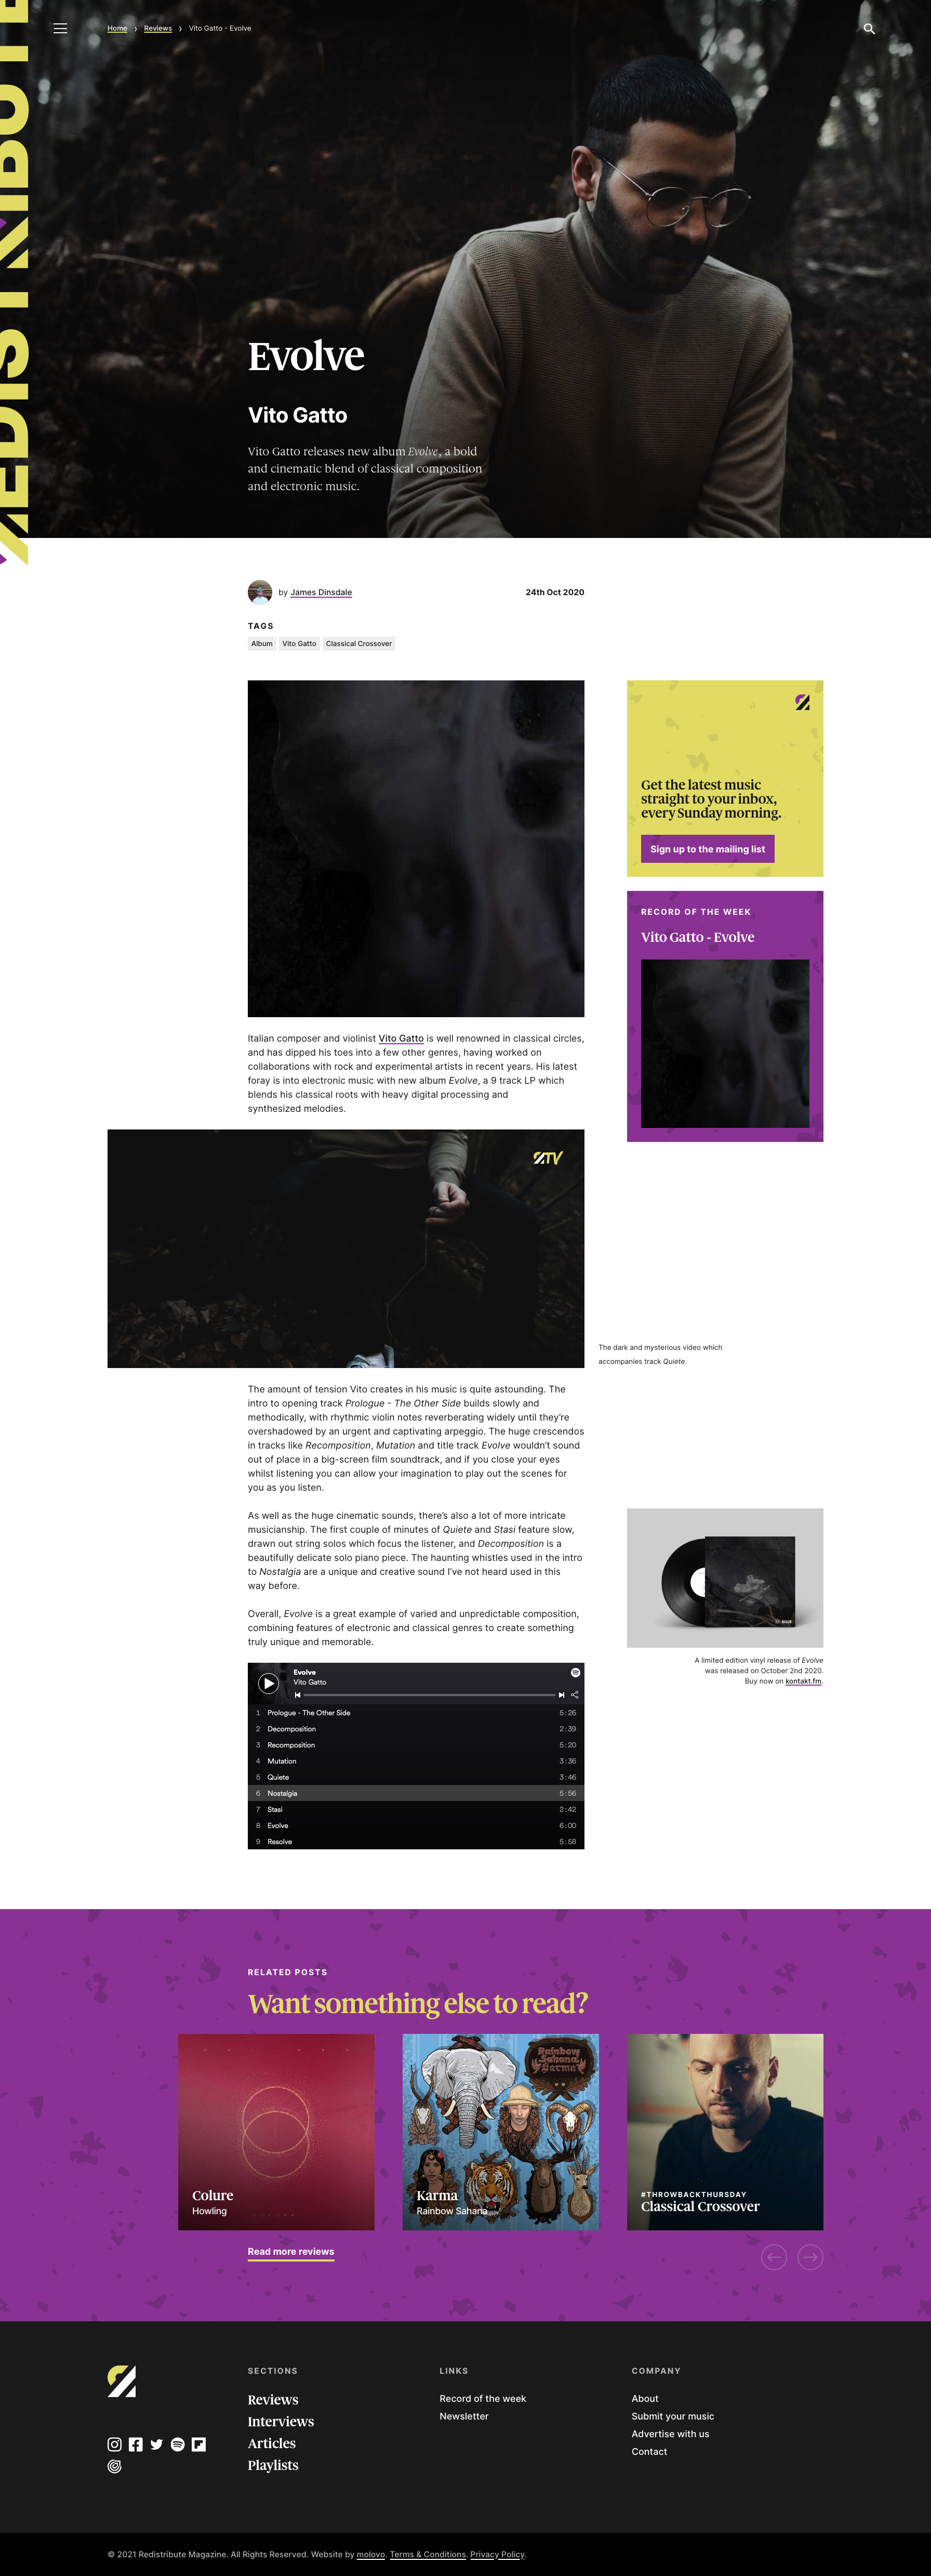 REDISTRIBUTE
Home › Reviews › Vito Gatto - Evolve
Evolve
Vito Gatto
Vito Gatto releases new album Evolve, a bold
and cinematic blend of classical composition
and electronic music.
by James Dinsdale
24th Oct 2020
TAGS
Album Vito Gatto Classical Crossover
Italian composer and violinist Vito Gatto is well renowned in classical circles,
and has dipped his toes into a few other genres, having worked on
collaborations with rock and experimental artists in recent years. His latest
foray is into electronic music with new album Evolve, a 9 track LP which
blends his classical roots with heavy digital processing and
synthesized melodies.
Get the latest music
straight to your inbox,
every Sunday morning.
Sign up to the mailing list
RECORD OF THE WEEK
Vito Gatto - Evolve
TV
The dark and mysterious video which
accompanies track Quiete.
The amount of tension Vito creates in his music is quite astounding. The
intro to opening track Prologue - The Other Side builds slowly and
methodically, with rhythmic violin notes reverberating widely until they're
overshadowed by an urgent and captivating arpeggio. The huge crescendos
in tracks like Recomposition, Mutation and title track Evolve wouldn't sound
out of place in a big-screen film soundtrack, and if you close your eyes
whilst listening you can allow your imagination to play out the scenes for
you as you listen.
As well as the huge cinematic sounds, there's also a lot of more intricate
musicianship. The first couple of minutes of Quiete and Stasi feature slow,
drawn out string solos which focus the listener, and Decomposition is a
beautifully delicate solo piano piece. The haunting whistles used in the intro
to Nostalgia are a unique and creative sound I've not heard used in this
way before.
Overall, Evolve is a great example of varied and unpredictable composition,
combining features of electronic and classical genres to create something
truly unique and memorable.
A limited edition vinyl release of Evolve
was released on October 2nd 2020.
Buy now on kontakt.fm.
Evolve
Vito Gatto
1 Prologue - The Other Side 5:26
2 Decomposition 2:39
3 Recomposition 5:20
4 Mutation 3:36
5 Quiete 3:46
6 Nostalgia 5:56
7 Stasi 2:42
8 Evolve 6:00
9 Resolve 5:58
RELATED POSTS
Want something else to read?
Colure
Howling
Rainbow
Sahana
Karma
Karma
Rainbow Sahana
#THROWBACKTHURSDAY
Classical Crossover
Read more reviews
SECTIONS
Reviews
Interviews
Articles
Playlists
LINKS
Record of the week
Newsletter
COMPANY
About
Submit your music
Advertise with us
Contact
© 2021 Redistribute Magazine. All Rights Reserved. Website by molovo. Terms & Conditions. Privacy Policy.